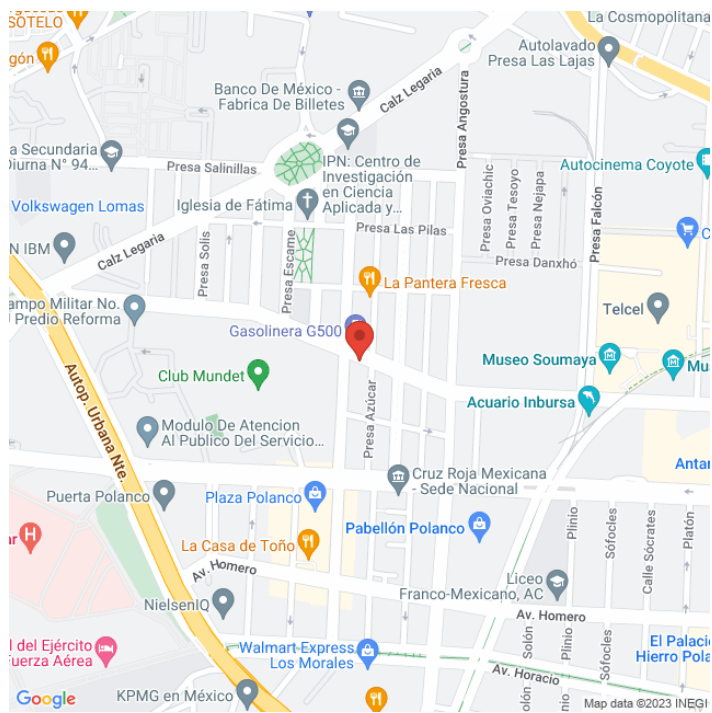 SOTELO
gón
La Cosmopolitana
Autolavado
Presa Las Lajas
Banco De México -
Fabrica De Billetes
Calz Legaria
Presa Angostura
a Secundaria
Diurna N° 94...
Presa Salinillas
IPN: Centro de
Investigación
en Ciencia
Aplicada y...
Autocinema Coyote
Presa Oviachic
Presa Tesoyo
Presa Nejapa
Presa Falcón
Volkswagen Lomas
Iglesia de Fátima
Presa Las Pilas
N IBM
Calz Legaria
Presa Solis
Presa Escame
Presa Danxhó
C
La Pantera Fresca
ampo Militar No.
Predio Reforma
Telcel
Gasolinera G500
Museo Soumaya
Mus
Club Mundet
Acuario Inbursa
Autop. Urbana Nte.
Presa Azúcar
Modulo De Atencion
Al Publico Del Servicio...
Cruz Roja Mexicana
- Sede Nacional
Antar
Puerta Polanco
Plaza Polanco
Pabellón Polanco
Plinio
Sófocles
Calle Sócrates
Platón
ar
H
La Casa de Toño
Av. Homero
Liceo
Franco-Mexicano, AC
NielsenIQ
Av. Homero
l del Ejército
Fuerza Aérea
Walmart Express
Los Morales
Solón
Plinio
Sófocles
El Palacio
Hierro Pola
Av. Horacio
KPMG en México
Solón
Plinio
Sófocles
Google
Map data ©2023 INEGI